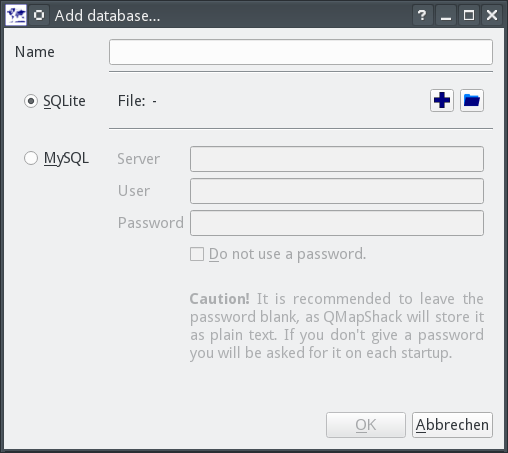 Add database...
Name
SQLite File: -
MySQL Server
User
Password
Do not use a password.
Caution! It is recommended to leave the
password blank, as QMapShack will store it
as plain text. If you don't give a password
you will be asked for it on each startup.
OK Abbrechen